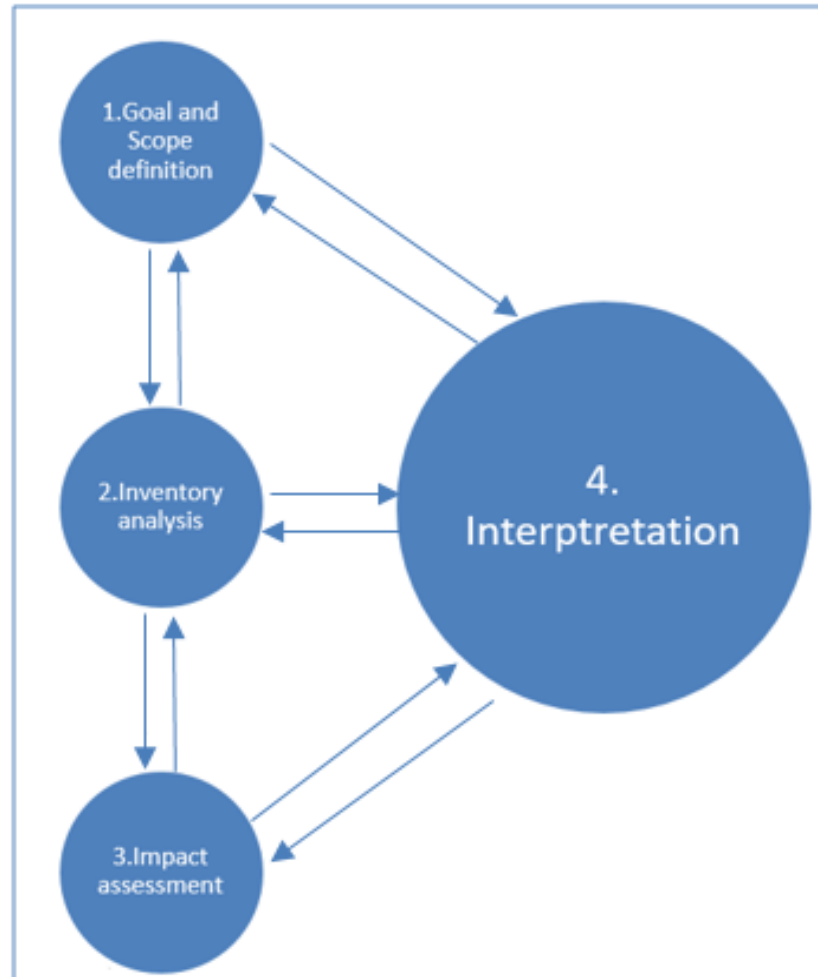 1.Goal and
Scope
definition
2.Inventory
analysis
4.
Interptretation
3.Impact
assessment